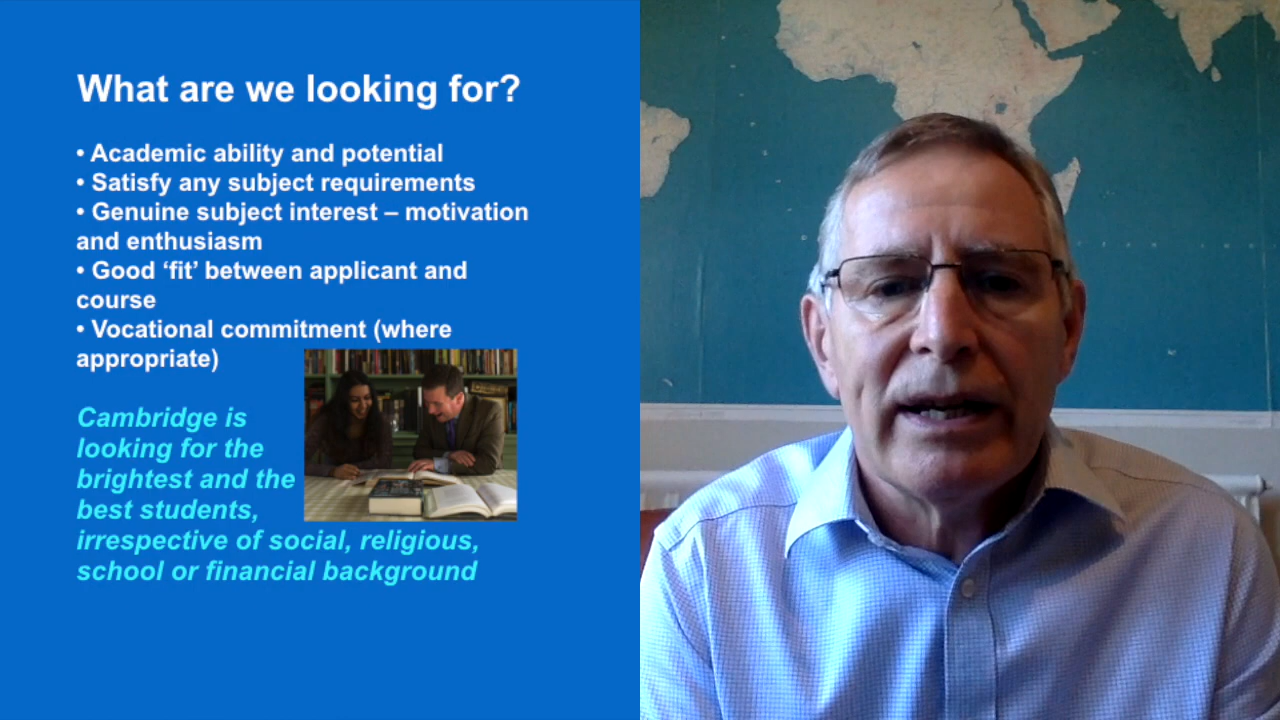 What are we looking for?
• Academic ability and potential
• Satisfy any subject requirements
• Genuine subject interest – motivation
and enthusiasm
• Good ‘fit’ between applicant and
course
• Vocational commitment (where
appropriate)
Cambridge is
looking for the
brightest and the
best students,
irrespective of social, religious,
school or financial background